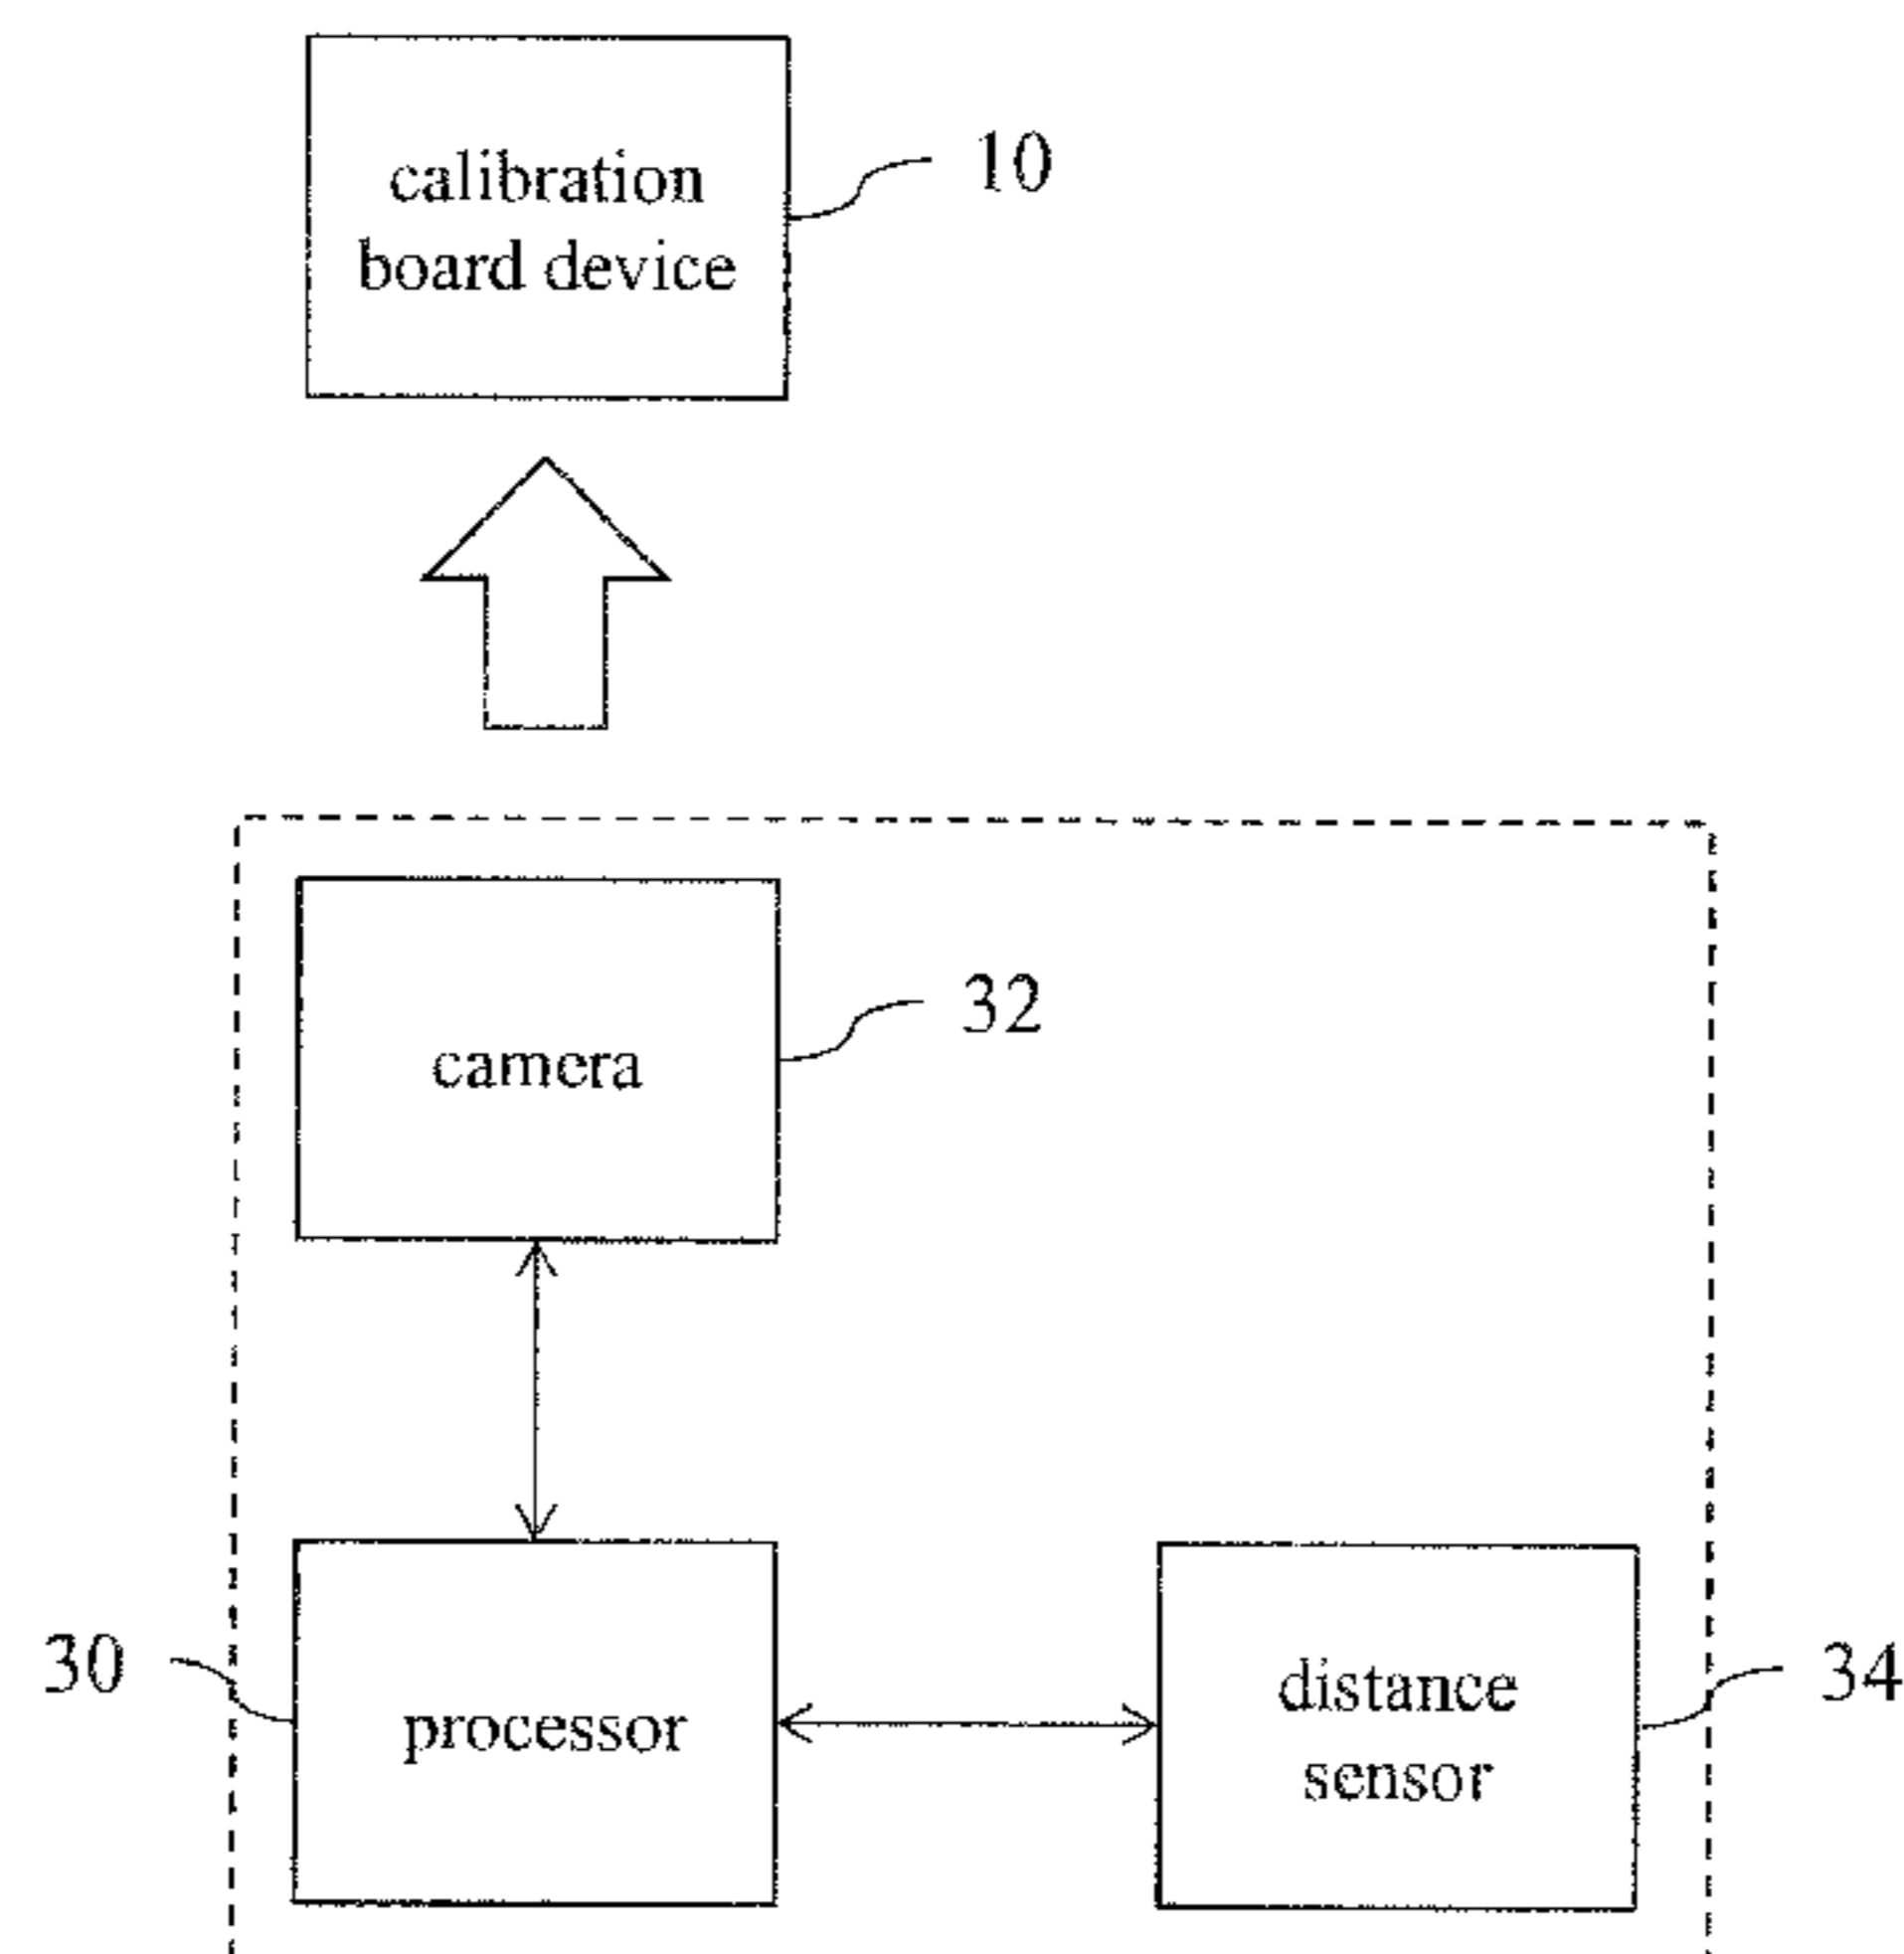 calibration
board device
10
camera
32
30
processor
distance
sensor
34